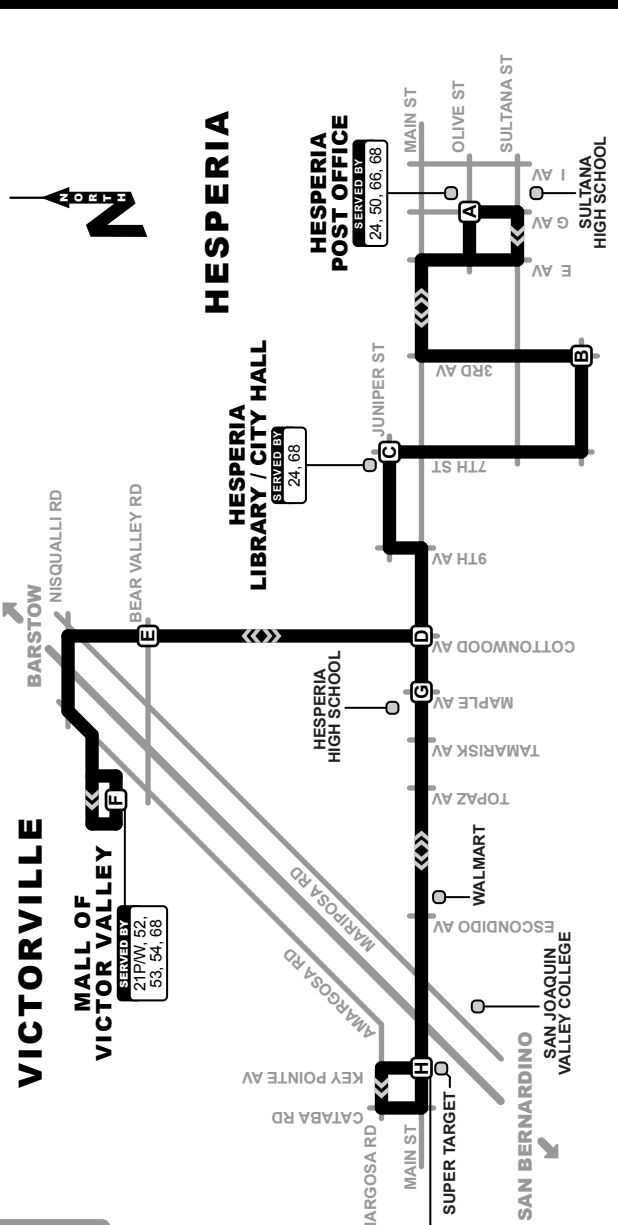 NORTH
N
HESPERIA
VICTORVILLE
BARSTOW
NISQUALLI RD
BEAR VALLEY RD
MALL OF
VICTOR VALLEY
SERVED BY
21P/W, 52,
53, 54, 68
HESPERIA
LIBRARY / CITY HALL
SERVED BY
24, 68
HESPERIA
POST OFFICE
SERVED BY
24, 50, 66, 68
MAIN ST
OLIVE ST
SULTANA ST
JUNIPER ST
I AV
G AV
E AV
SULTANA
HIGH SCHOOL
3RD AV
7TH ST
9TH AV
COTTONWOOD AV
MAPLE AV
TAMARISK AV
TOPAZ AV
ESCONDIDO AV
HESPERIA
HIGH SCHOOL
WALMART
MARIPOSA RD
AMARGOSA RD
KEY POINTE AV
CATABA RD
MAIN ST
SUPER TARGET
SAN JOAQUIN
VALLEY COLLEGE
SAN BERNARDINO
A
B
C
D
E
F
G
H